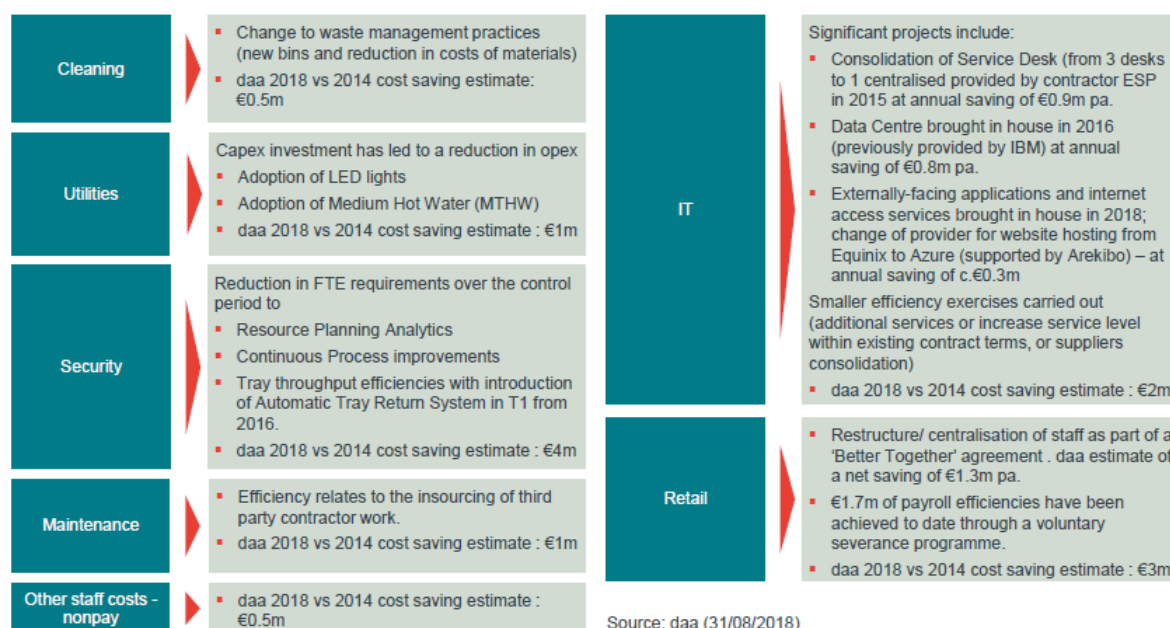 Cleaning
▪ Change to waste management practices
(new bins and reduction in costs of materials)
▪ daa 2018 vs 2014 cost saving estimate:
€0.5m
Utilities
Capex investment has led to a reduction in opex
▪ Adoption of LED lights
▪ Adoption of Medium Hot Water (MTHW)
▪ daa 2018 vs 2014 cost saving estimate : €1m
Security
Reduction in FTE requirements over the control
period to
▪ Resource Planning Analytics
▪ Continuous Process improvements
▪ Tray throughput efficiencies with introduction
of Automatic Tray Return System in T1 from
2016.
▪ daa 2018 vs 2014 cost saving estimate : €4m
Maintenance
▪ Efficiency relates to the insourcing of third
party contractor work.
▪ daa 2018 vs 2014 cost saving estimate : €1m
Other staff costs -
nonpay
▪ daa 2018 vs 2014 cost saving estimate :
€0.5m
IT
Significant projects include:
▪ Consolidation of Service Desk (from 3 desks
to 1 centralised provided by contractor ESP
in 2015 at annual saving of €0.9m pa.
▪ Data Centre brought in house in 2016
(previously provided by IBM) at annual
saving of €0.8m pa.
▪ Externally-facing applications and internet
access services brought in house in 2018;
change of provider for website hosting from
Equinix to Azure (supported by Arekibo) – at
annual saving of c.€0.3m
Smaller efficiency exercises carried out
(additional services or increase service level
within existing contract terms, or suppliers
consolidation)
▪ daa 2018 vs 2014 cost saving estimate : €2m
Retail
▪ Restructure/ centralisation of staff as part of a
'Better Together' agreement . daa estimate of
a net saving of €1.3m pa.
▪ €1.7m of payroll efficiencies have been
achieved to date through a voluntary
severance programme.
▪ daa 2018 vs 2014 cost saving estimate : €3m
Source: daa (31/08/2018)